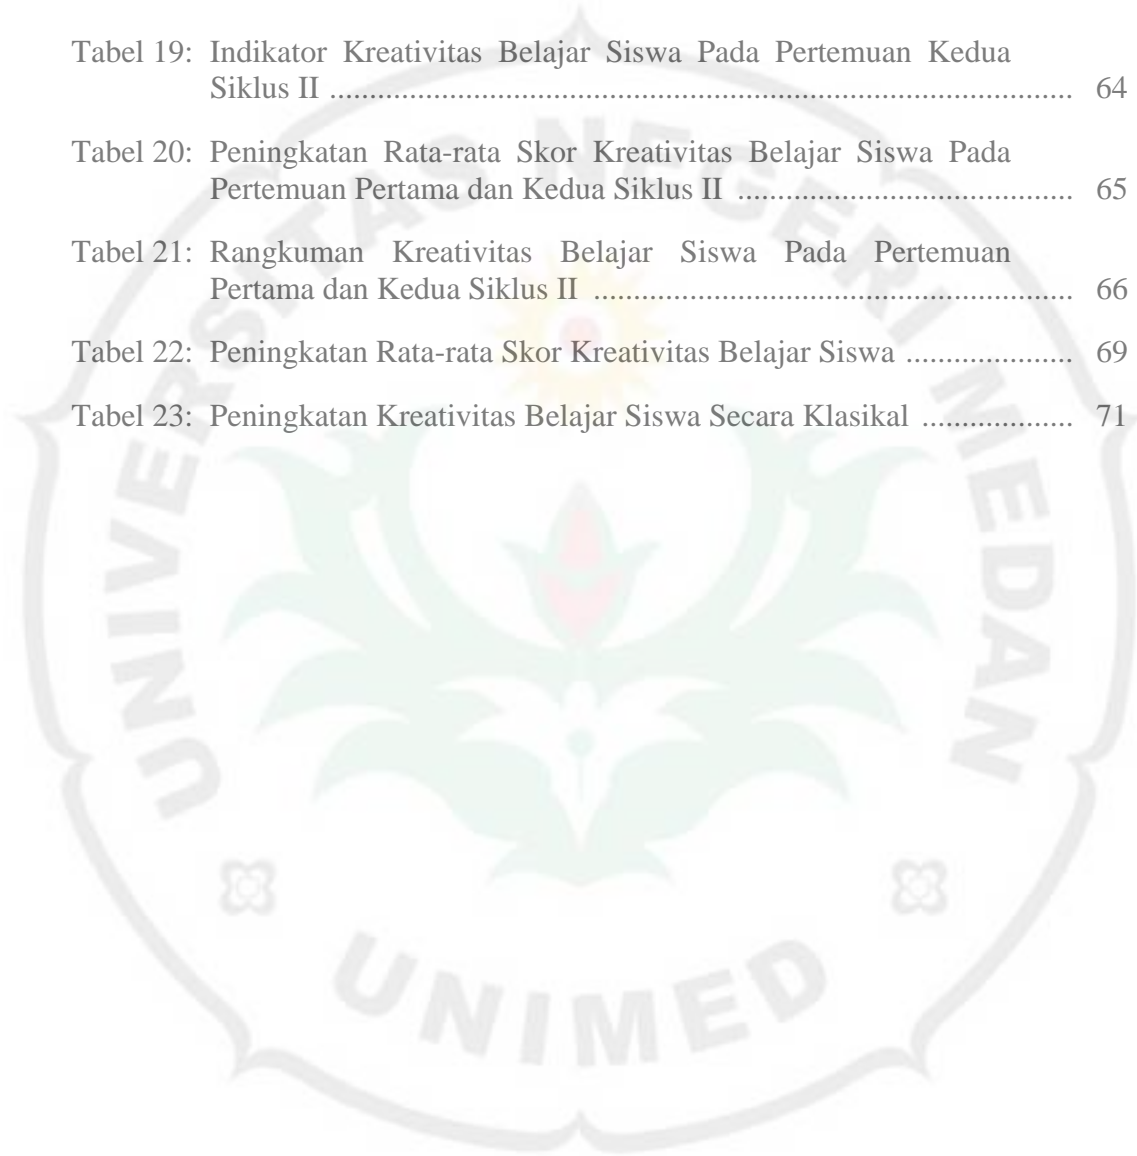 Tabel 19: Indikator Kreativitas Belajar Siswa Pada Pertemuan Kedua
Siklus II ............................................................................................ 64
Tabel 20: Peningkatan Rata-rata Skor Kreativitas Belajar Siswa Pada
Pertemuan Pertama dan Kedua Siklus II .......................................... 65
Tabel 21: Rangkuman Kreativitas Belajar Siswa Pada Pertemuan
Pertama dan Kedua Siklus II ............................................................ 66
Tabel 22: Peningkatan Rata-rata Skor Kreativitas Belajar Siswa ..................... 69
Tabel 23: Peningkatan Kreativitas Belajar Siswa Secara Klasikal ................... 71
UNIVERSITAS NEGERI MEDAN
UNIMED